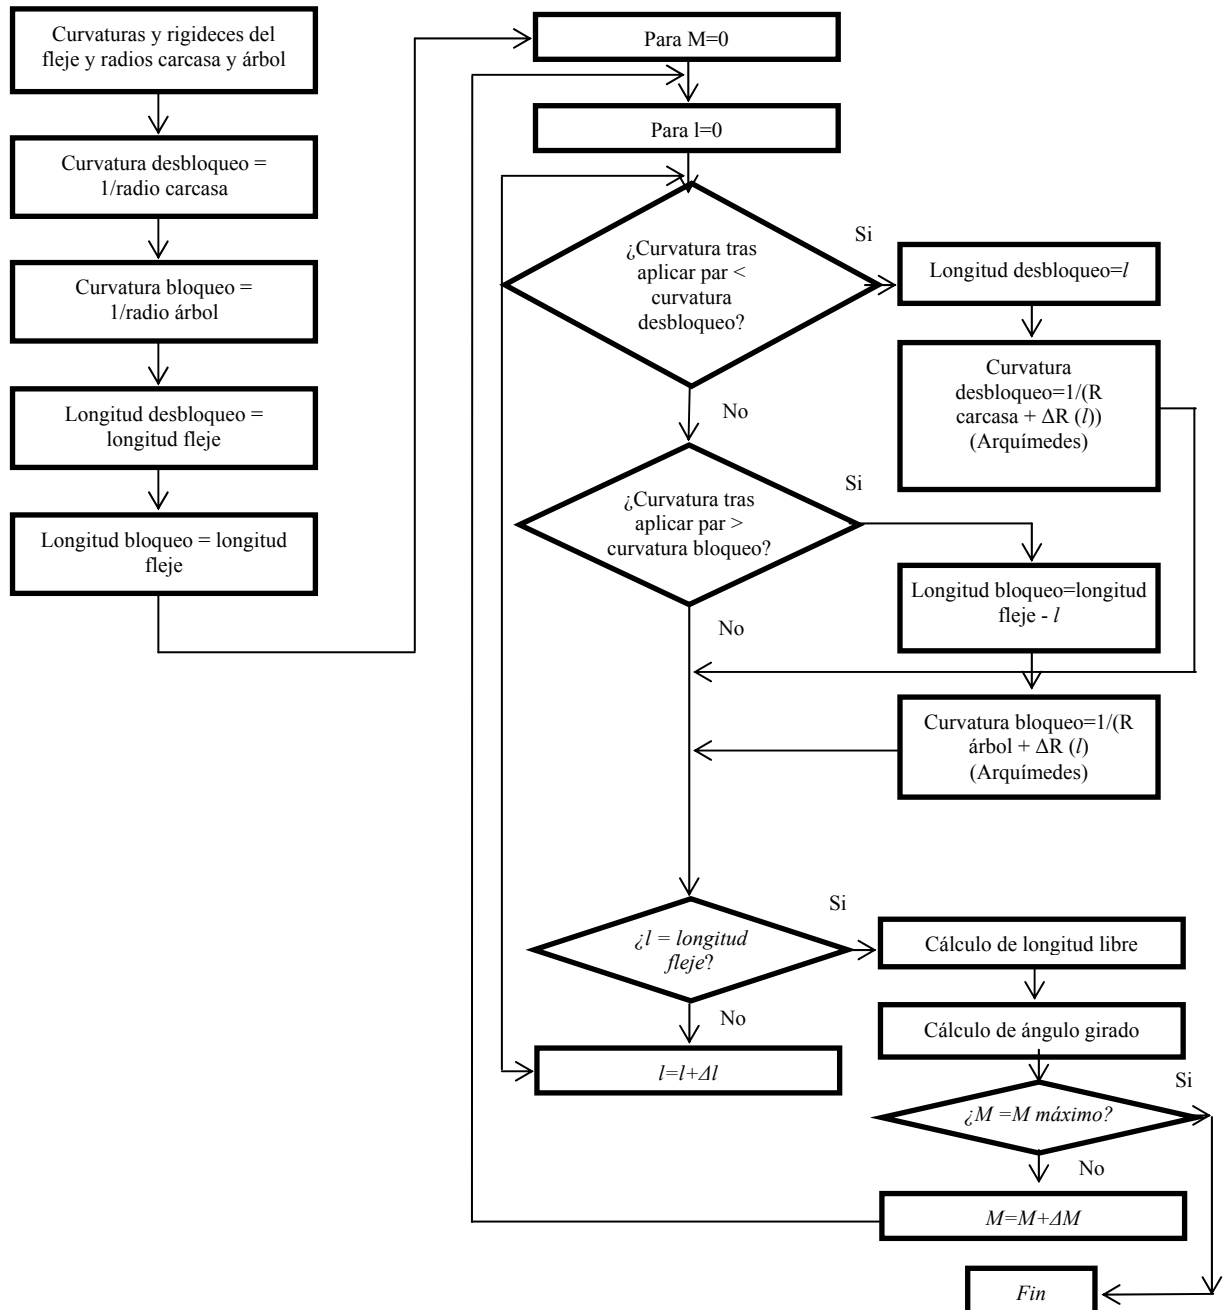 Curvaturas y rigideces del
fleje y radios carcasa y árbol
Curvatura desbloqueo =
1/radio carcasa
Curvatura bloqueo =
1/radio árbol
Longitud desbloqueo =
longitud fleje
Longitud bloqueo = longitud
fleje
Para M=0
Para l=0
¿Curvatura tras
aplicar par <
curvatura
desbloqueo?
Si
Longitud desbloqueo=l
Curvatura
desbloqueo=1/(R
carcasa + ΔR (l))
(Arquímedes)
No
¿Curvatura tras
aplicar par >
curvatura bloqueo?
Si
Longitud bloqueo=longitud
fleje - l
No
Curvatura bloqueo=1/(R
árbol + ΔR (l)
(Arquímedes)
¿l = longitud
fleje?
Si
Cálculo de longitud libre
No
Cálculo de ángulo girado
l=l+Δl
¿M =M máximo?
Si
No
M=M+ΔM
Fin